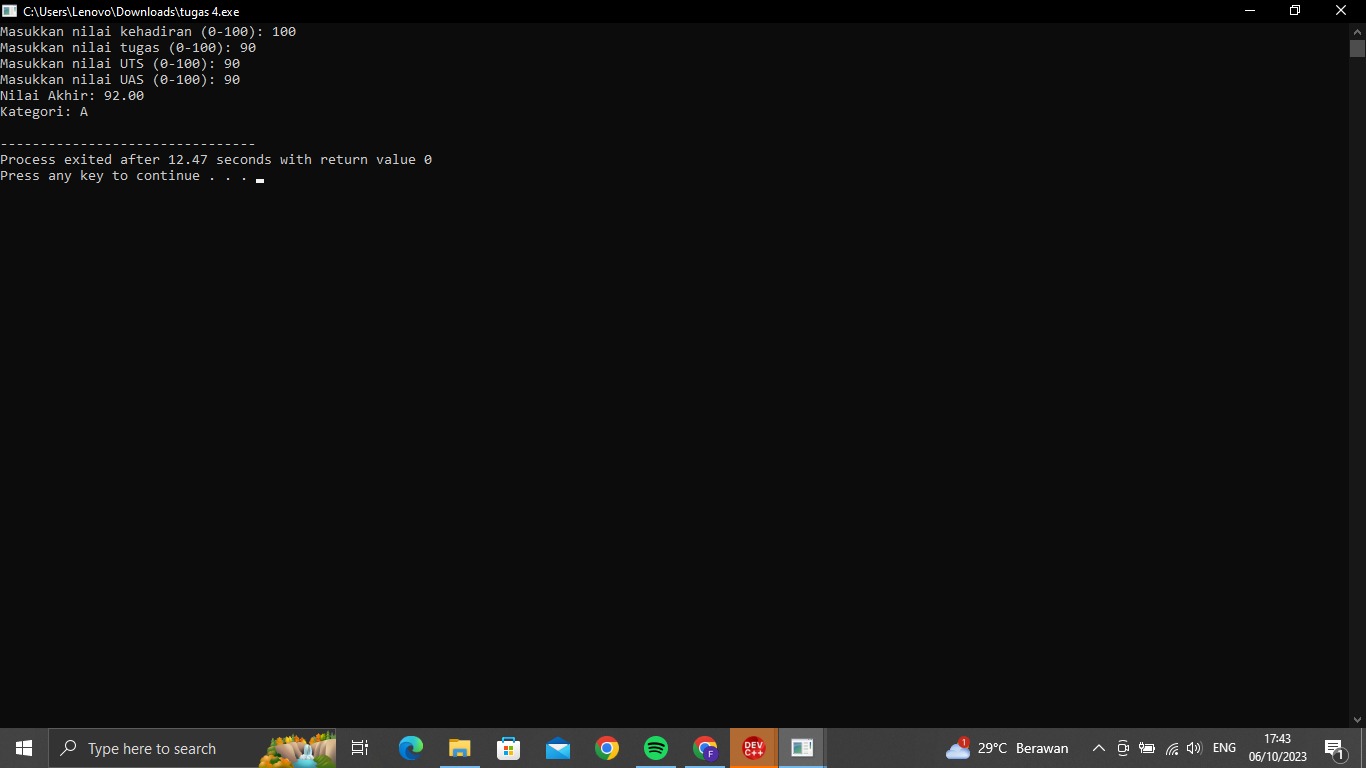 C:\Users\Lenovo\Downloads\tugas 4.exe
Masukkan nilai kehadiran (0-100): 100
Masukkan nilai tugas (0-100): 90
Masukkan nilai UTS (0-100): 90
Masukkan nilai UAS (0-100): 90
Nilai Akhir: 92.00
Kategori: A
--------------------------------
Process exited after 12.47 seconds with return value 0
Press any key to continue . . .
Type here to search
F
DEV
C++
1
29°C Berawan
ENG
17:43
06/10/2023
1